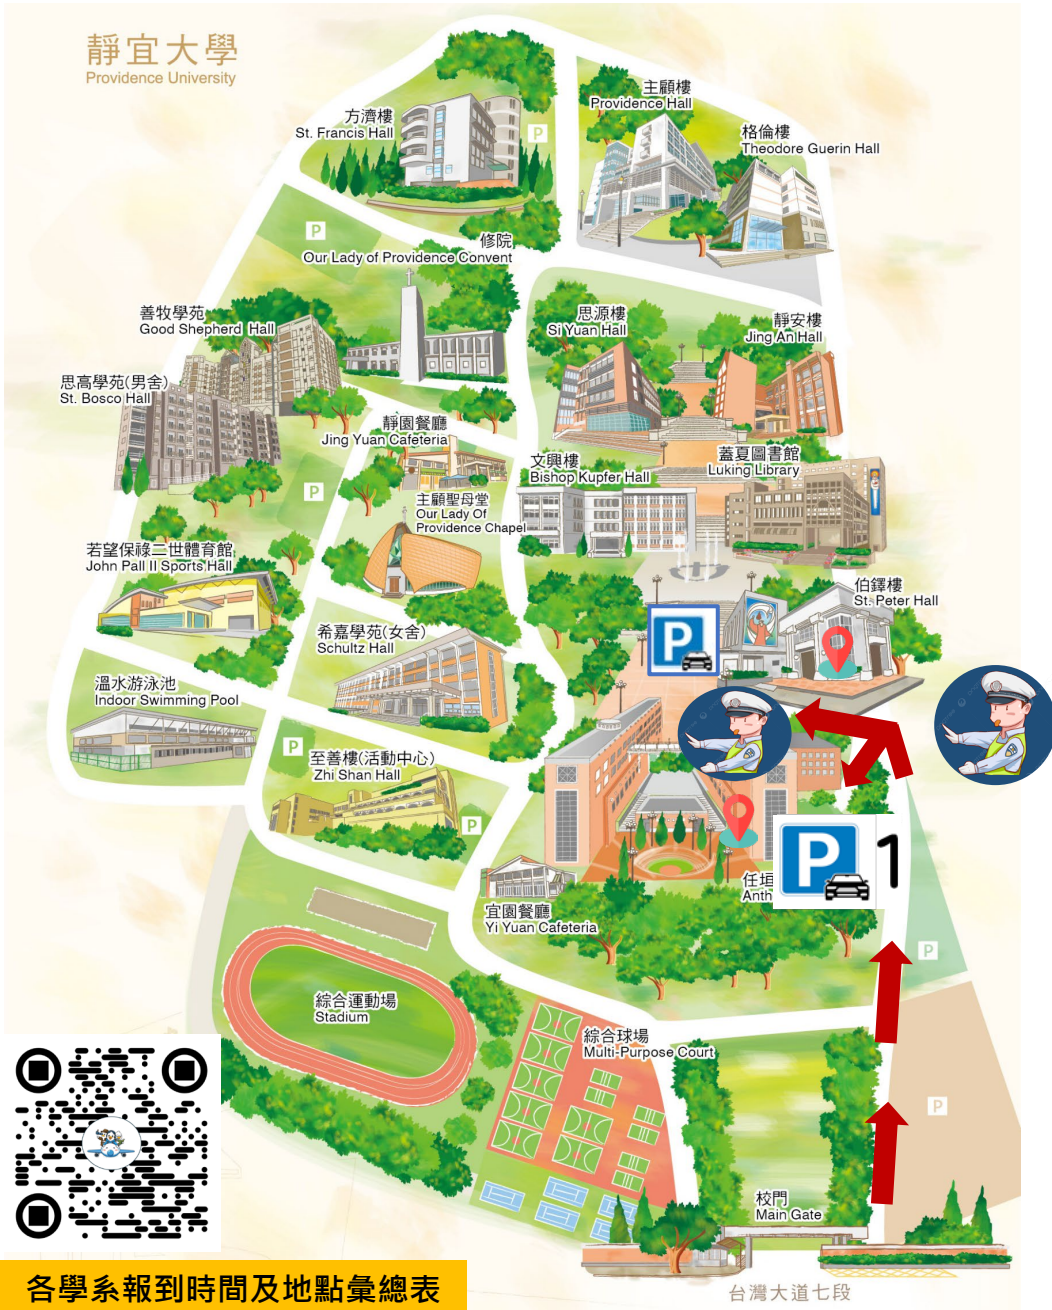 靜宜大學
Providence University
方濟樓
St. Francis Hall
P
主顧樓
Providence Hall
格倫樓
Theodore Guerin Hall
P
修院
Our Lady of Providence Convent
善牧學苑
Good Shepherd Hall
思源樓
Si Yuan Hall
靜安樓
Jing An Hall
思高學苑(男舍)
St. Bosco Hall
靜園餐廳
Jing Yuan Cafeteria
文興樓
Bishop Kupfer Hall
蓋夏圖書館
Luking Library
P
主顧聖母堂
Our Lady Of
Providence Chapel
若望保祿二世體育館
John Pall II Sports Hall
伯鐸樓
St. Peter Hall
希嘉學苑(女舍)
Schultz Hall
P
溫水游泳池
Indoor Swimming Pool
P
至善樓(活動中心)
Zhi Shan Hall
P
P 1
任垣
Anth
宜園餐廳
Yi Yuan Cafeteria
P
綜合運動場
Stadium
綜合球場
Multi-Purpose Court
P
校門
Main Gate
台灣大道七段
各學系報到時間及地點彙總表